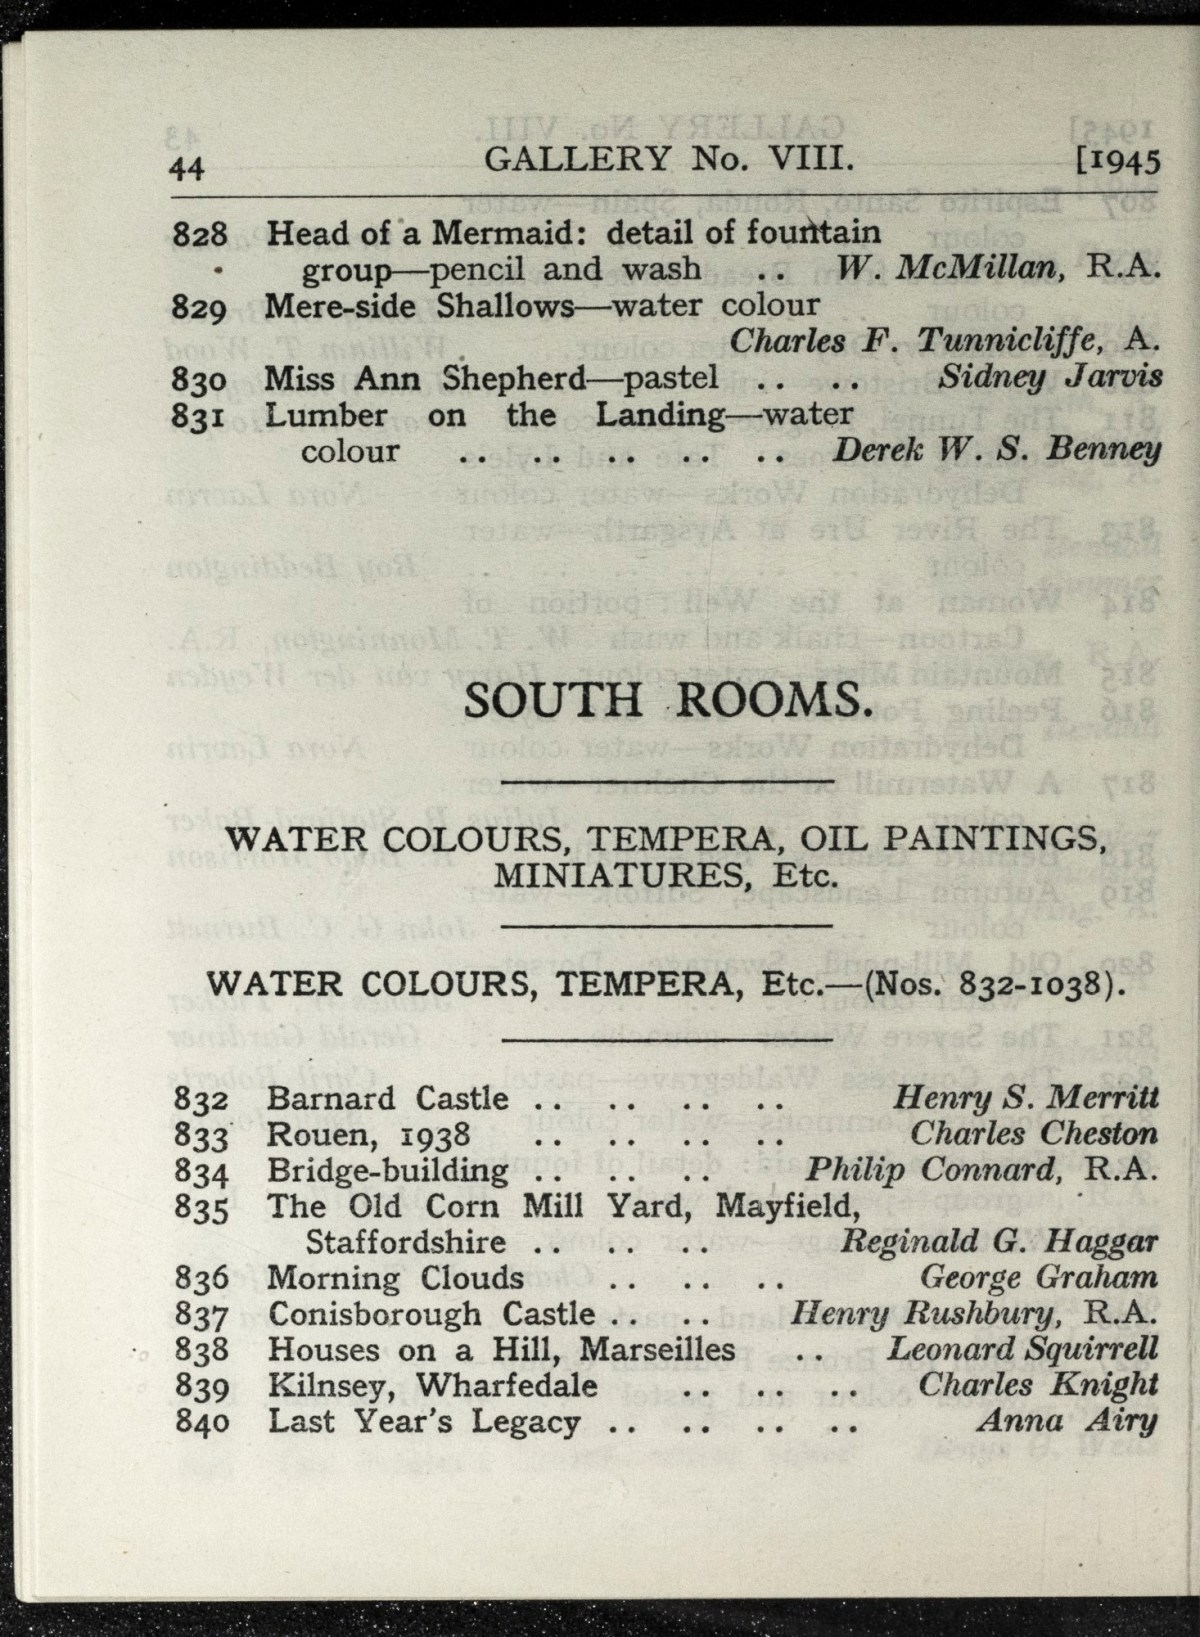 44 GALLERY No. VIII. [1945
828 Head of a Mermaid: detail of fountain
group—pencil and wash .. W. McMillan, R.A.
829 Mere-side Shallows—water colour
Charles F. Tunnicliffe, A.
830 Miss Ann Shepherd—pastel .. .. Sidney Jarvis
831 Lumber on the Landing—water
colour .. .. .. .. .. Derek W. S. Benney
SOUTH ROOMS.
WATER COLOURS, TEMPERA, OIL PAINTINGS,
MINIATURES, Etc.
WATER COLOURS, TEMPERA, Etc.—(Nos. 832-1038).
832 Barnard Castle .. .. .. .. Henry S. Merritt
833 Rouen, 1938 .. .. .. .. Charles Cheston
834 Bridge-building .. .. .. Philip Connard, R.A.
835 The Old Corn Mill Yard, Mayfield,
Staffordshire .. .. .. Reginald G. Haggar
836 Morning Clouds .. .. .. George Graham
837 Conisborough Castle .. .. Henry Rushbury, R.A.
838 Houses on a Hill, Marseilles .. Leonard Squirrell
839 Kilnsey, Wharfedale .. .. .. Charles Knight
840 Last Year's Legacy .. .. .. .. Anna Airy